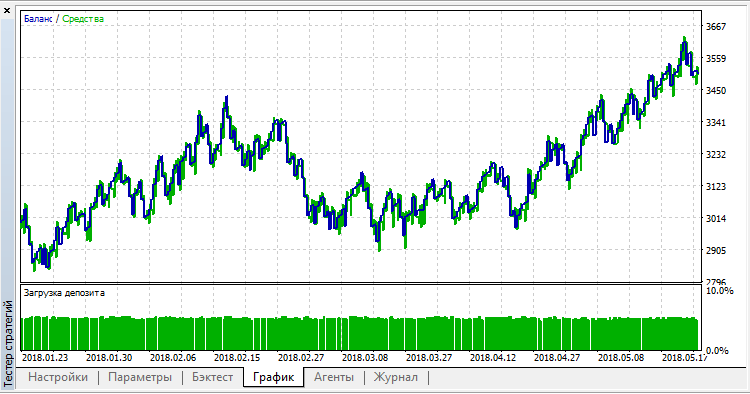 Баланс / Средства
3667
3559
3450
3341
3232
3123
3014
2905
2796
Загрузка депозита
10.0%
0.0%
2018.01.23 2018.01.30 2018.02.06 2018.02.15 2018.02.27 2018.03.08 2018.03.27 2018.04.12 2018.04.27 2018.05.08 2018.05.17
Тестер стратегий
Настройки Параметры Бэктест График Агенты Журнал